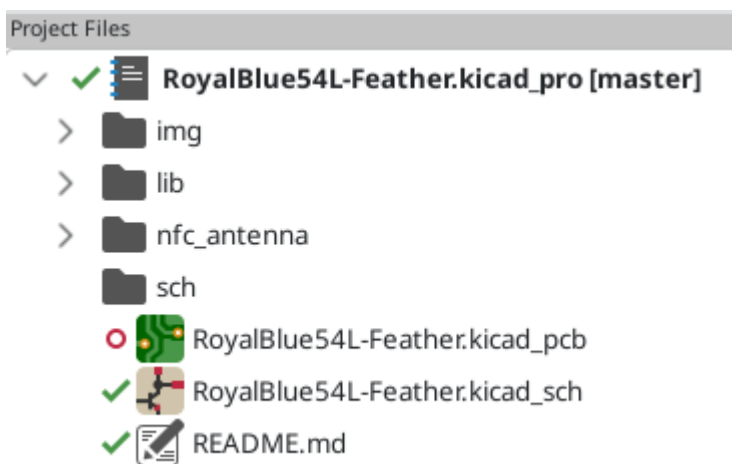 Project Files
RoyalBlue54L-Feather.kicad_pro [master]
img
lib
nfc_antenna
sch
RoyalBlue54L-Feather.kicad_pcb
RoyalBlue54L-Feather.kicad_sch
README.md